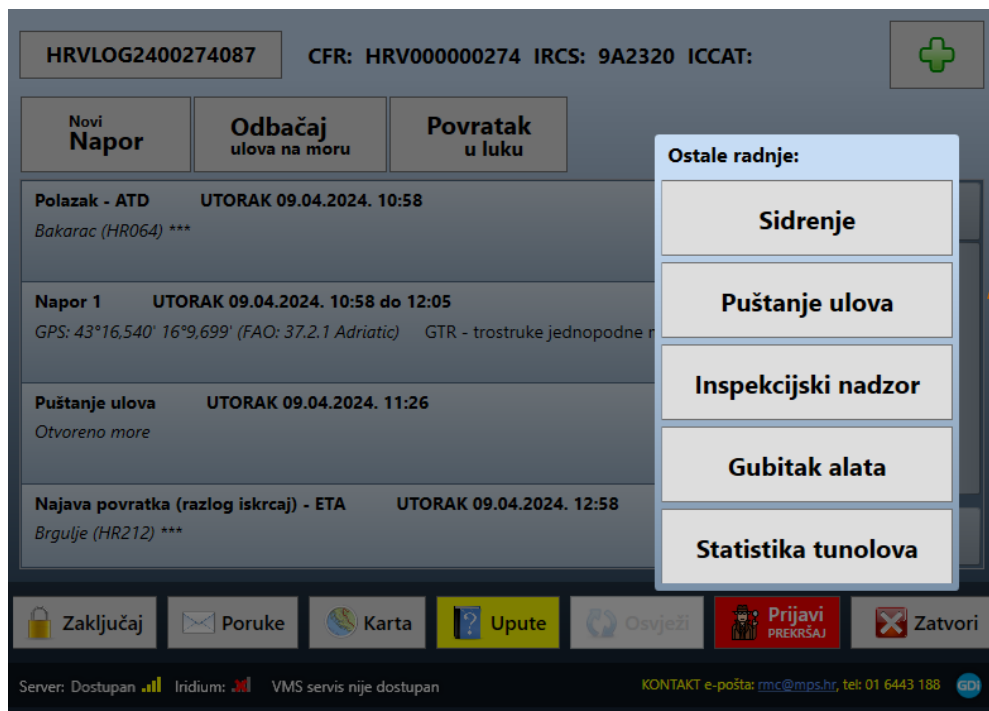 HRVLOG2400274087 CFR: HRV000000274 IRCS: 9A2320 ICCAT:
Novi
Napor
Odbačaj
ulova na moru
Povratak
u luku
Polazak - ATD UTORAK 09.04.2024. 10:58
Bakarac (HR064) ***
Napor 1 UTORAK 09.04.2024. 10:58 do 12:05
GPS: 43°16,540' 16°9,699' (FAO: 37.2.1 Adriatic) GTR - trostruke jednopodne
Puštanje ulova UTORAK 09.04.2024. 11:26
Otvoreno more
Najava povratka (razlog iskrcaj) - ETA UTORAK 09.04.2024. 12:58
Brgulje (HR212) ***
Ostale radnje:
Sidrenje
Puštanje ulova
Inspekcijski nadzor
Gubitak alata
Statistika tunolova
Zaključaj Poruke Karta Upute Osvježi Prijavi PREKRŠAJ Zatvori
Server: Dostupan Iridium: VMS servis nije dostupan KONTAKT e-pošta: rmc@mps.hr, tel: 01 6443 188 GDI